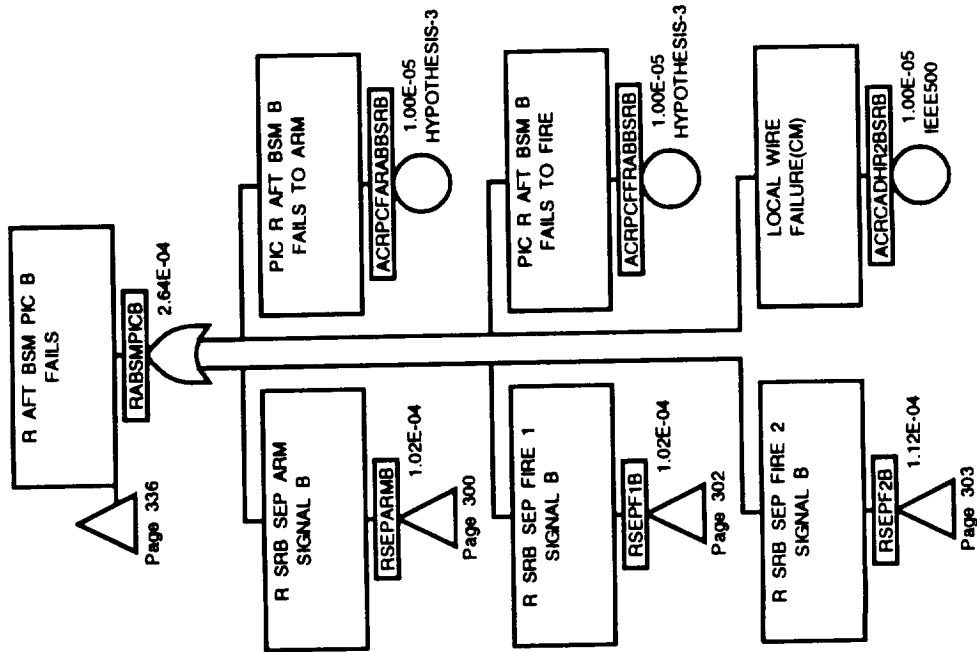 R AFT BSM PIC B
FAILS
RABSMPICB
2.64E-04
Page 336
R SRB SEP ARM
SIGNAL B
RSEPARMB
1.02E-04
Page 300
PIC R AFT BSM B
FAILS TO ARM
ACRPCFARABBSRB
1.00E-05
HYPOTHESIS-3
R SRB SEP FIRE 1
SIGNAL B
RSEPF1B
1.02E-04
Page 302
PIC R AFT BSM B
FAILS TO FIRE
ACRPCFFRABBSRB
1.00E-05
HYPOTHESIS-3
R SRB SEP FIRE 2
SIGNAL B
RSEPF2B
1.12E-04
Page 303
LOCAL WIRE
FAILURE(CM)
ACRCADHR2BSRB
1.00E-05
IEEE500